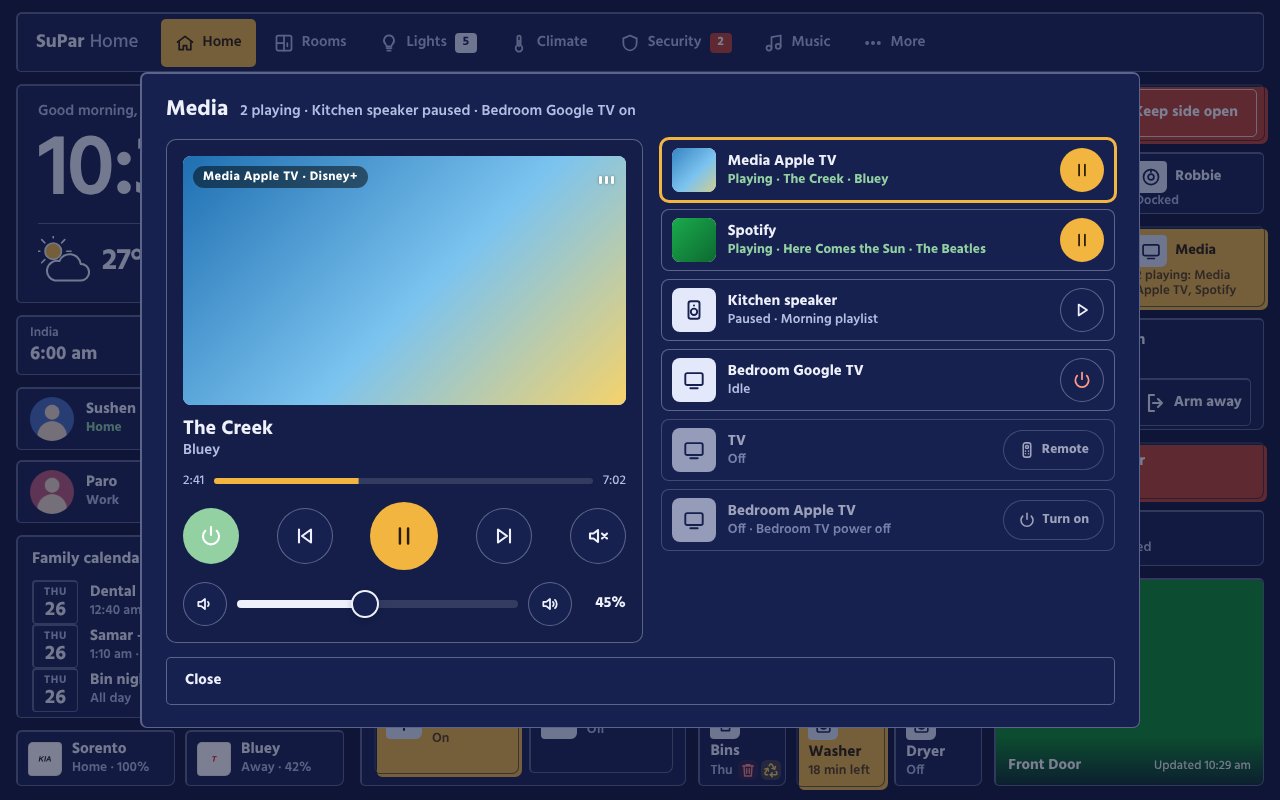 SuPar Home
Home
Rooms
Lights 5
Climate
Security 2
Music
More
Good morning,
10:
27°
India
6:00 am
Sushen
Home
Paro
Work
Family calenda
THU
26
Dental
12:40 am
THU
26
Samar
1:10 am ·
THU
26
Bin nig
All day
KIA
Sorento
Home · 100%
T
Bluey
Away · 42%
Media
2 playing · Kitchen speaker paused · Bedroom Google TV on
Media Apple TV · Disney+
The Creek
Bluey
2:41
7:02
45%
Media Apple TV
Playing · The Creek · Bluey
Spotify
Playing · Here Comes the Sun · The Beatles
Kitchen speaker
Paused · Morning playlist
Bedroom Google TV
Idle
TV
Off
Remote
Bedroom Apple TV
Off · Bedroom TV power off
Turn on
Close
Keep side open
Robbie
Docked
Media
2 playing: Media
Apple TV, Spotify
Arm away
On
Bins
Thu
Washer
18 min left
Dryer
Off
Front Door
Updated 10:29 am